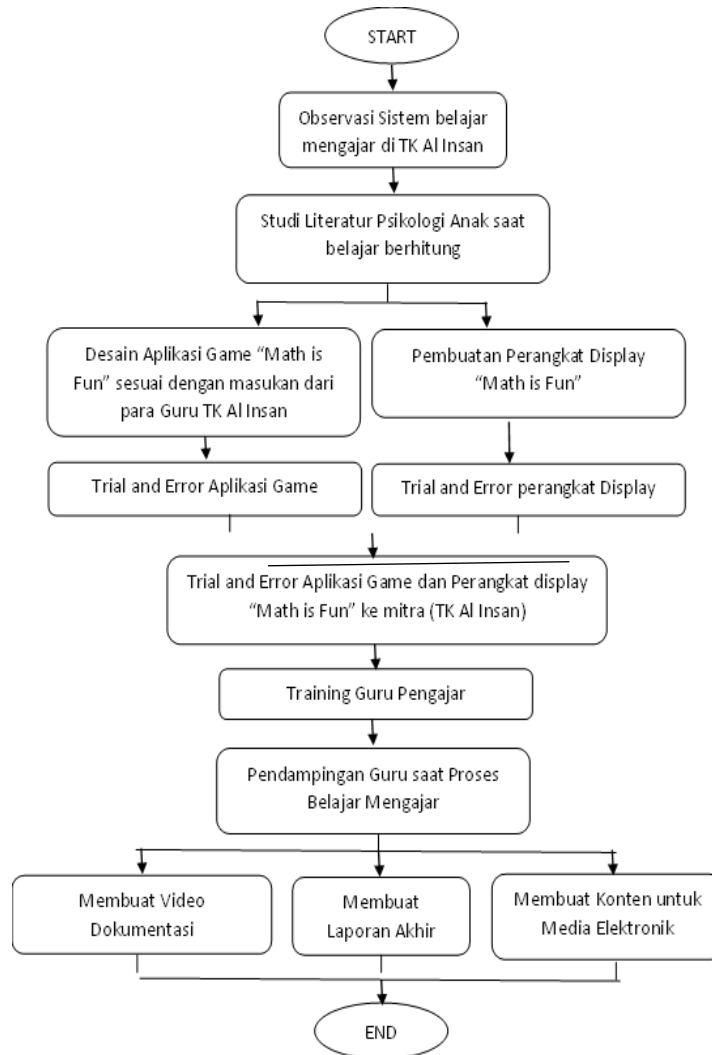 START
Observasi Sistem belajar
mengajar di TK Al Insan
Studi Literatur Psikologi Anak saat
belajar berhitung
Desain Aplikasi Game “Math is
Fun” sesuai dengan masukan dari
para Guru TK Al Insan
Pembuatan Perangkat Display
“Math is Fun”
Trial and Error Aplikasi Game
Trial and Error perangkat Display
Trial and Error Aplikasi Game dan Perangkat display
“Math is Fun” ke mitra (TK Al Insan)
Training Guru Pengajar
Pendampingan Guru saat Proses
Belajar Mengajar
Membuat Video
Dokumentasi
Membuat
Laporan Akhir
Membuat Konten untuk
Media Elektronik
END